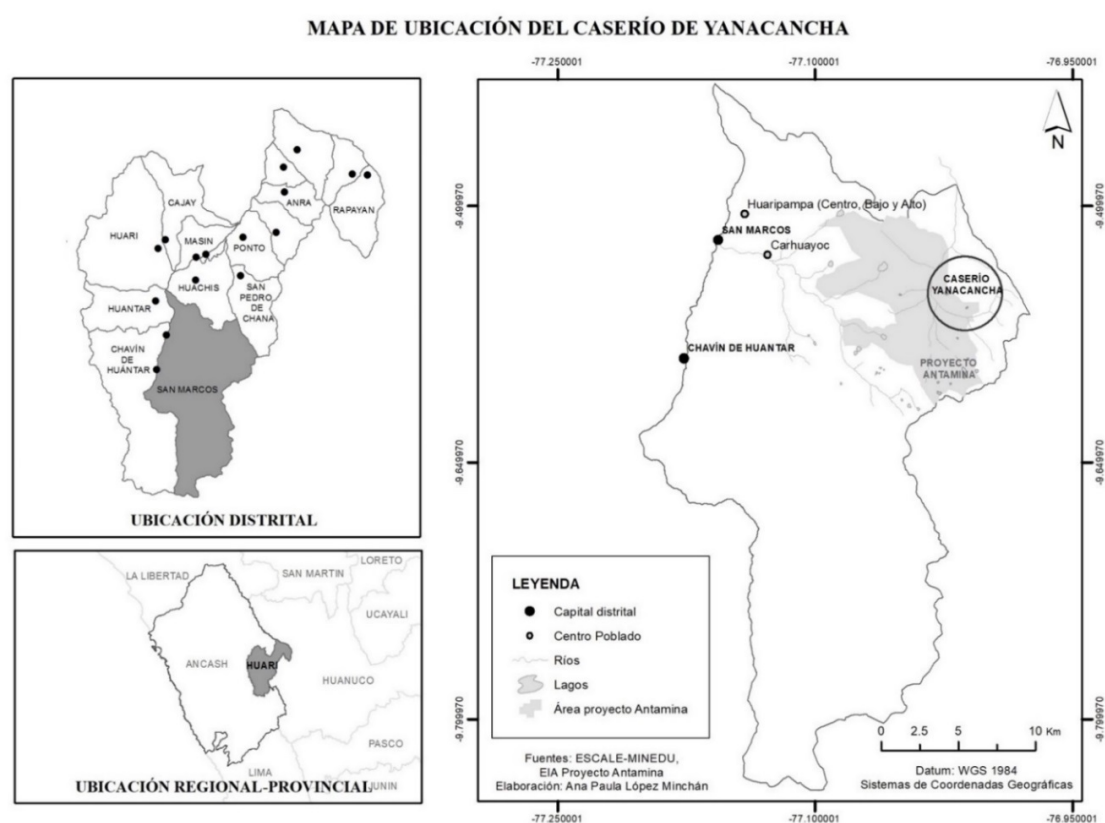 MAPA DE UBICACIÓN DEL CASERÍO DE YANACANCHA
CAJAY
HUARI
MASIN
ANRA
RAPAYAN
PONTO
HUACHIS
SAN
PEDRO
DE
CHANA
HUANTAR
CHAVÍN
DE
HUÁNTAR
SAN MARCOS
UBICACIÓN DISTRITAL
LA LIBERTAD
SAN MARTIN
LORETO
UCAYALI
ANCASH
HUARI
HUANUCO
PASCO
LIMA
JUNIN
UBICACIÓN REGIONAL-PROVINCIAL
-77.250001
-77.100001
-76.950001
-9.499970
-9.499970
N
Huaripampa (Centro, Bajo y Alto)
SAN MARCOS
Carhuayoc
CASERÍO
YANACANCHA
CHAVÍN DE HUANTAR
PROYECTO
ANTAMINA
-9.649970
-9.649970
LEYENDA
Capital distrital
Centro Poblado
Ríos
Lagos
Área proyecto Antamina
-9.799970
-9.799970
Fuentes: ESCALE-MINEDU,
EIA Proyecto Antamina
Elaboración: Ana Paula López Minchán
0 2.5 5 10 Km
Datum: WGS 1984
Sistemas de Coordenadas Geográficas
-77.250001
-77.100001
-76.950001